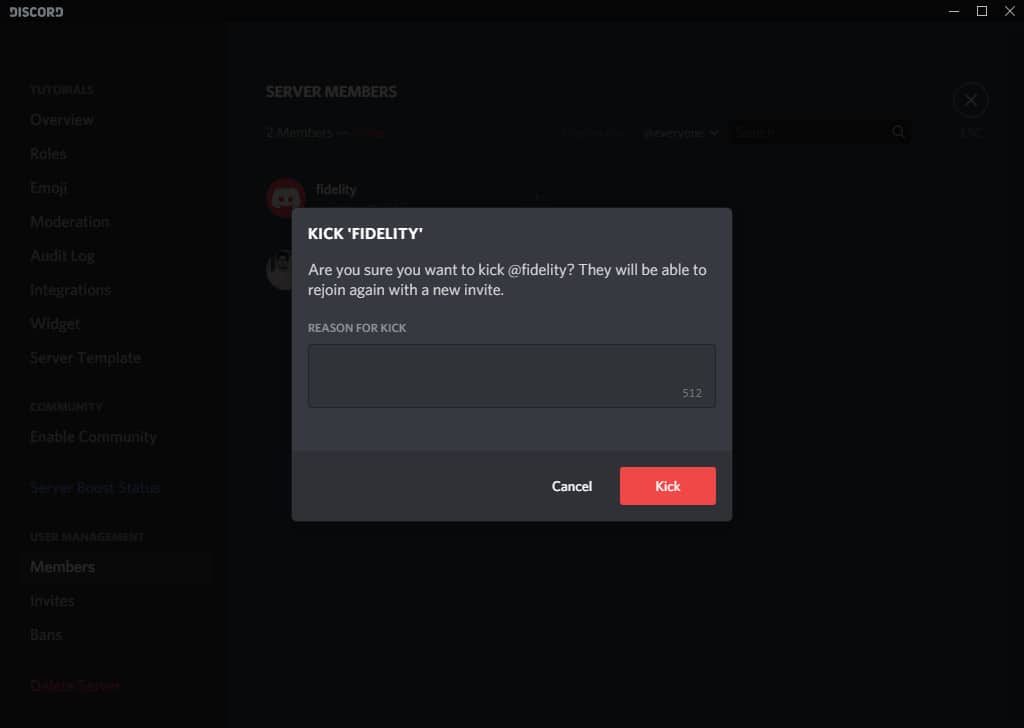 DISCORD
TUTORIALS
Overview
Roles
Emoji
Moderation
Audit Log
Integrations
Widget
Server Template
COMMUNITY
Enable Community
Server Boost Status
USER MANAGEMENT
Members
Invites
Bans
Delete Server
SERVER MEMBERS
2 Members —
@everyone
Search
ESC
fidelity
KICK 'FIDELITY'
Are you sure you want to kick @fidelity? They will be able to
rejoin again with a new invite.
REASON FOR KICK
512
Cancel
Kick